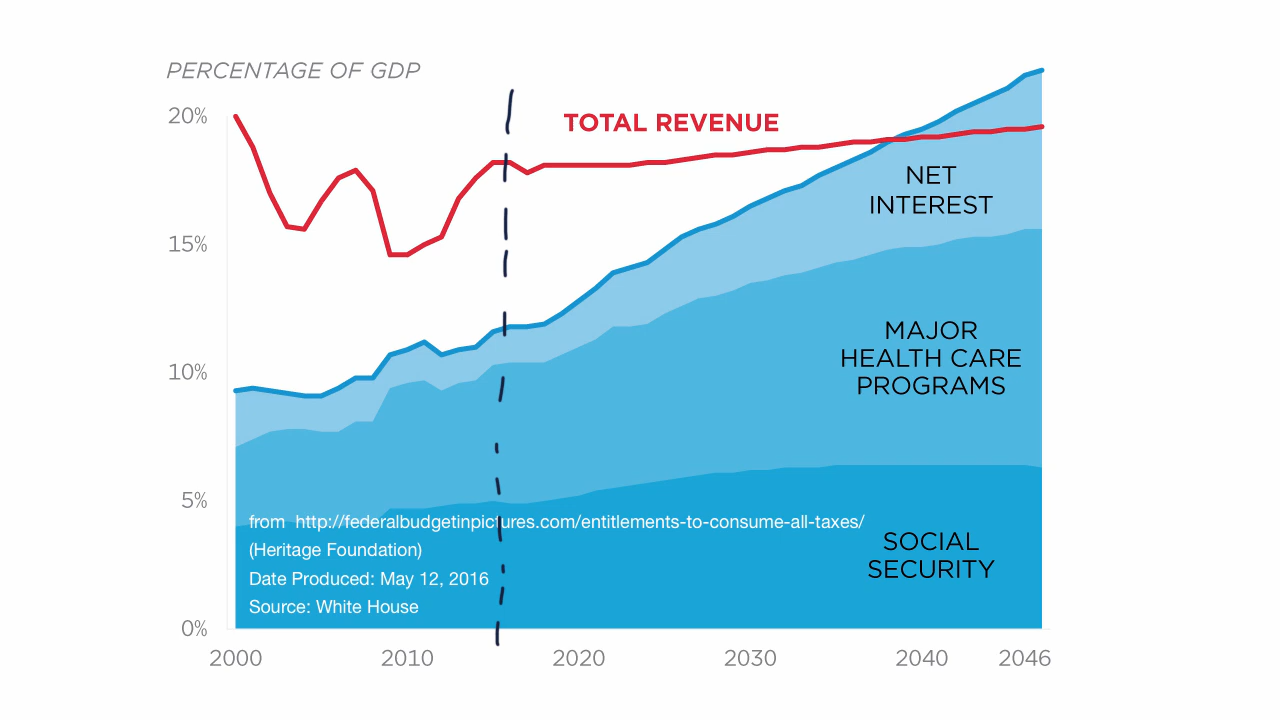 PERCENTAGE OF GDP
20%
TOTAL REVENUE
NET
INTEREST
15%
MAJOR
HEALTH CARE
PROGRAMS
10%
5%
from  http://federalbudgetinpictures.com/entitlements-to-consume-all-taxes/
(Heritage Foundation)
SOCIAL
SECURITY
Date Produced: May 12, 2016
Source: White House
0%
2000 2010 2020 2030 2040 2046